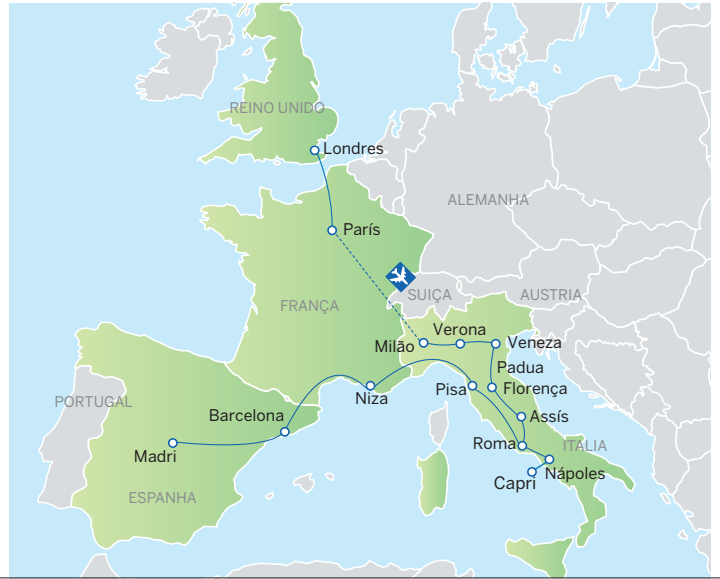 REINO UNIDO
Londres
ALEMANHA
París
FRANÇA
SUIÇA
AUSTRIA
Verona
Milão
Veneza
Padua
Pisa
Florença
Niza
PORTUGAL
Barcelona
Assís
Roma
ITALIA
Madri
Nápoles
Capri
ESPANHA